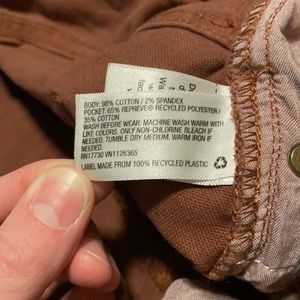 BODY: 98% COTTON / 2% SPANDEX
POCKET: 65% REPREVE® RECYCLED POLYESTER /
35% COTTON
WASH BEFORE WEAR. MACHINE WASH WARM WITH
LIKE COLORS. ONLY NON-CHLORINE BLEACH IF
NEEDED. TUMBLE DRY MEDIUM. WARM IRON IF
NEEDED.
RN17730 VN1126365
LABEL MADE FROM 100% RECYCLED PLASTIC